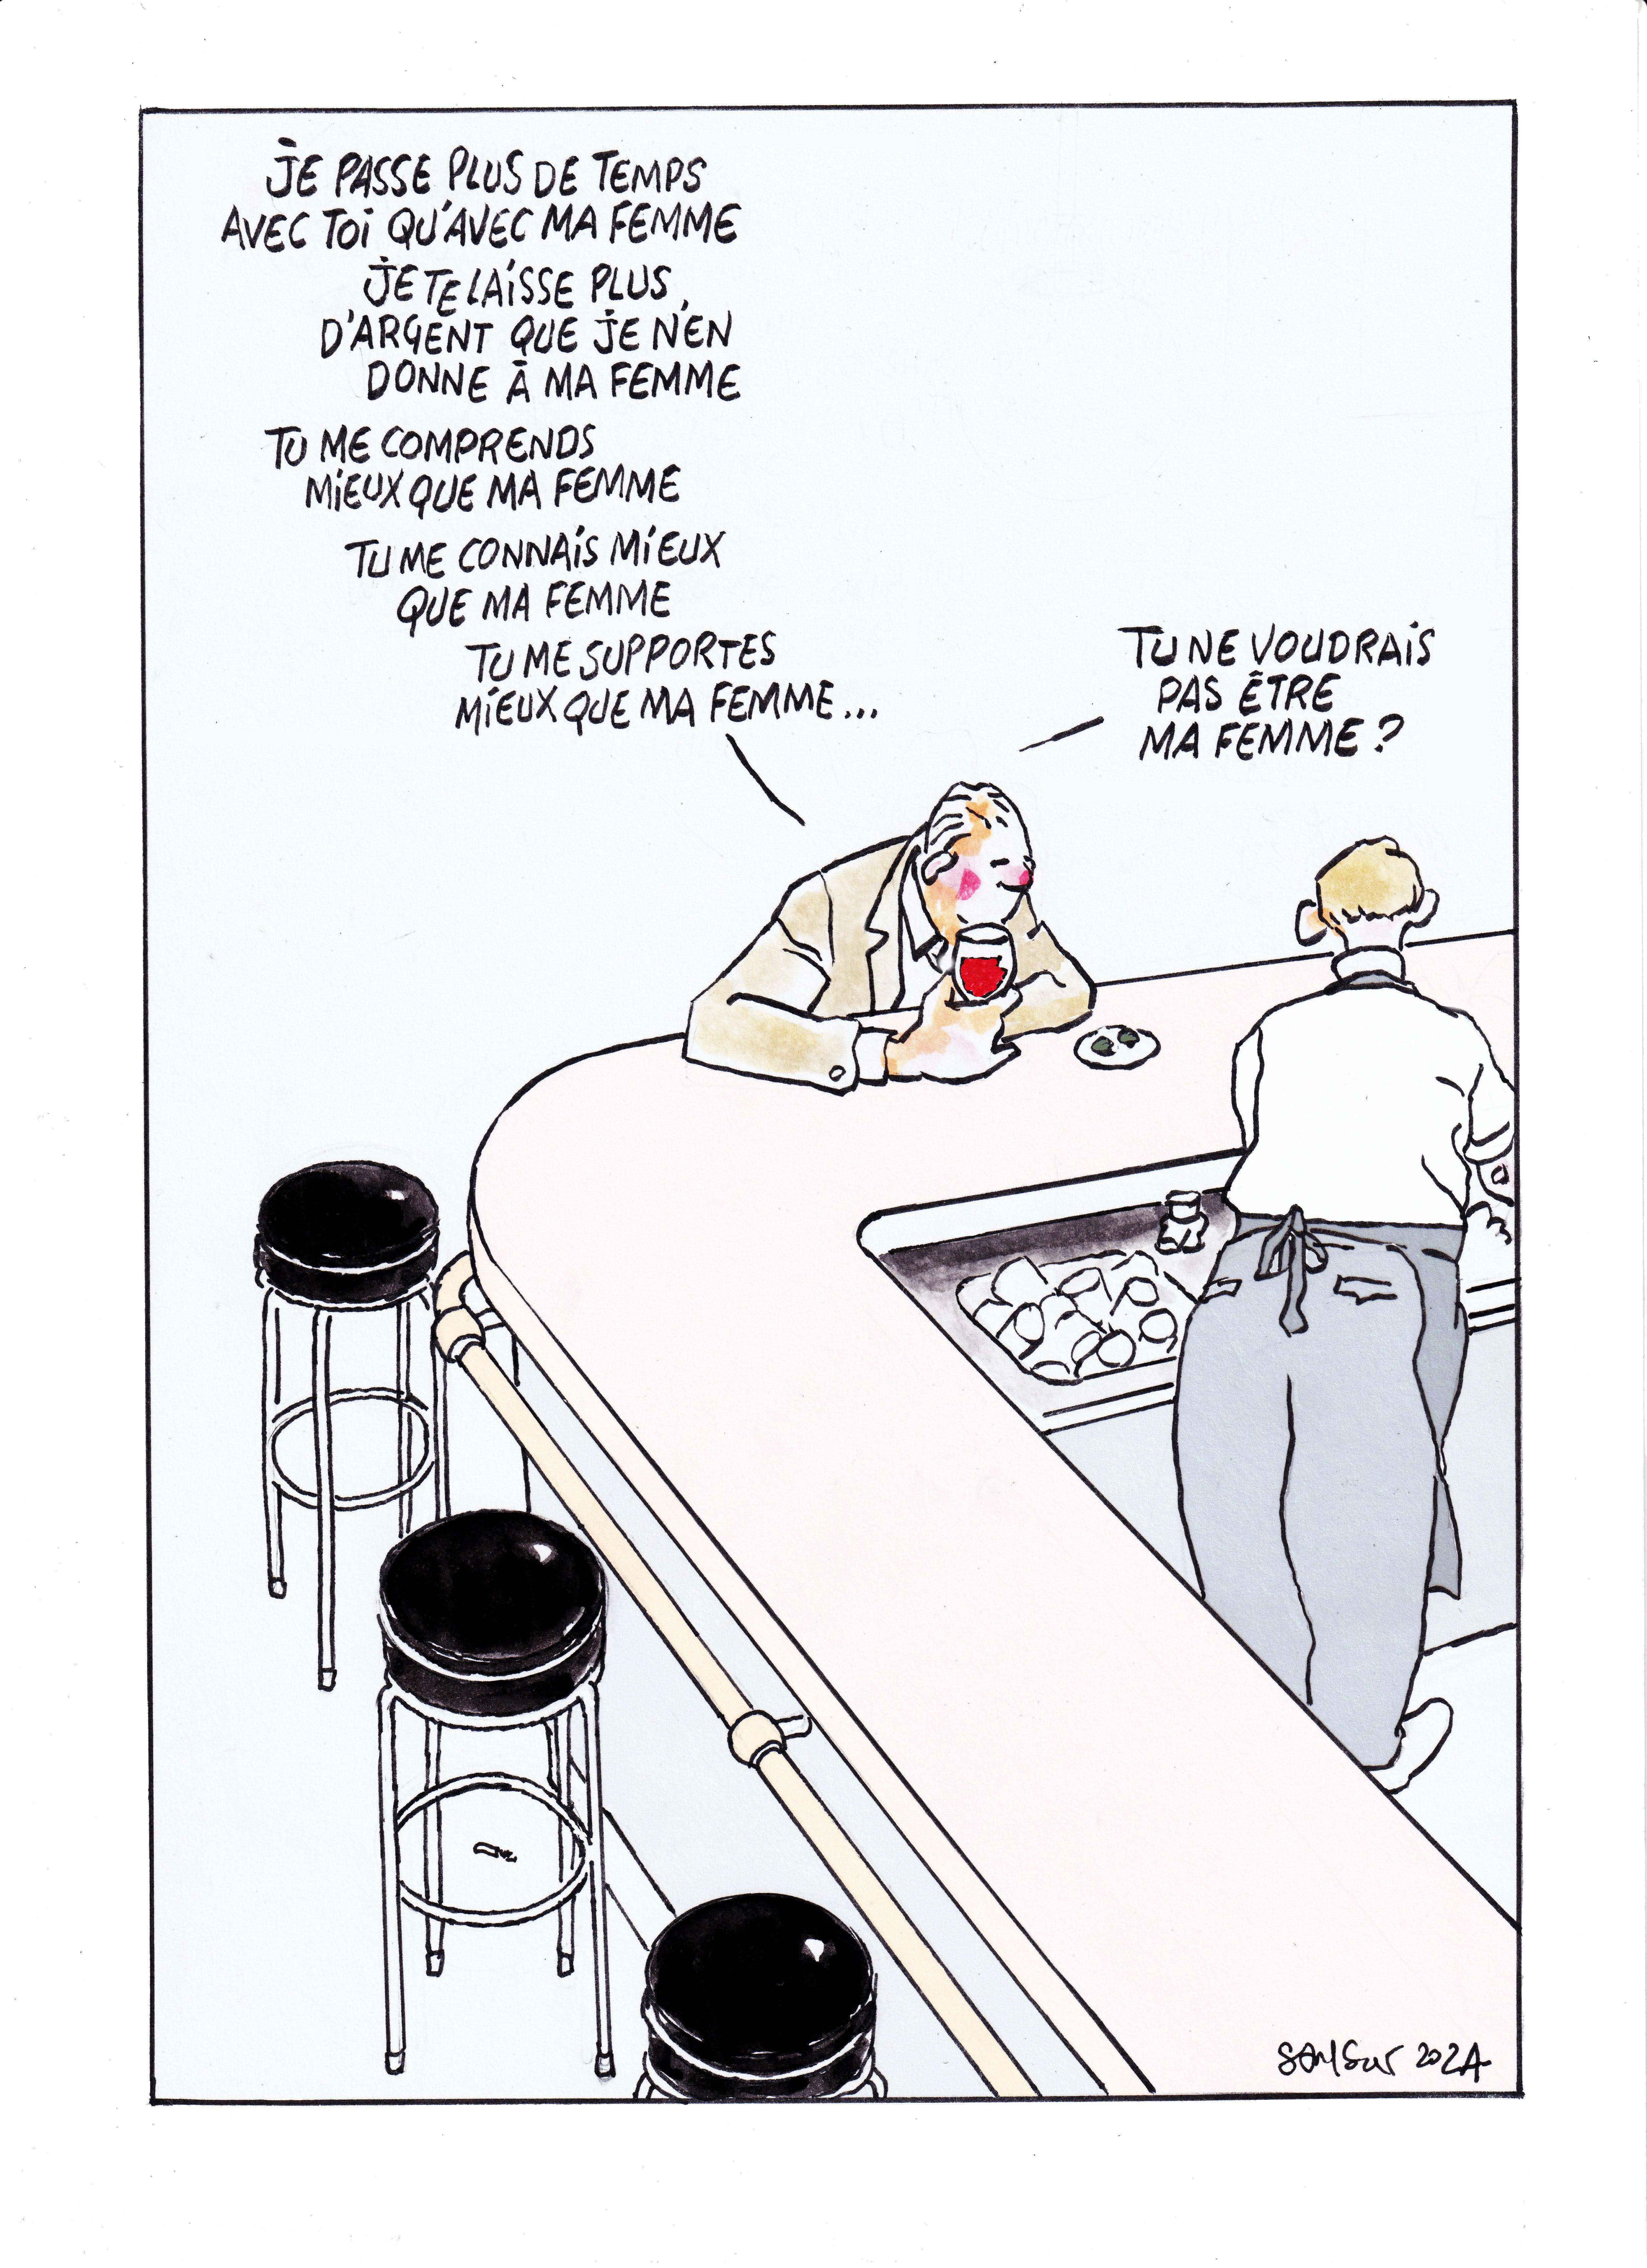 JE PASSE PLUS DE TEMPS
AVEC TOI QU'AVEC MA FEMME
JE TE LAISSE PLUS
D'ARGENT QUE JE N'EN
DONNE À MA FEMME
TU ME COMPRENDS
MIEUX QUE MA FEMME
TU ME CONNAIS MIEUX
QUE MA FEMME
TU ME SUPPORTES
MIEUX QUE MA FEMME...
TU NE VOUDRAIS
PAS ÊTRE
MA FEMME ?
2024